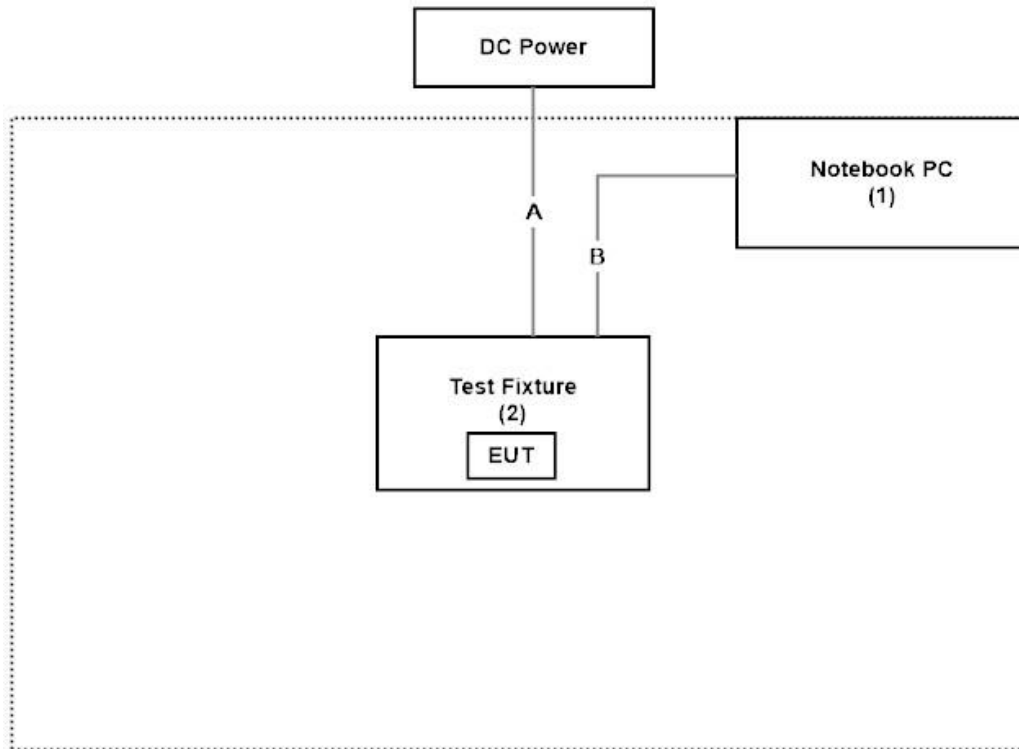 DC Power
Notebook PC
(1)
A
B
Test Fixture
(2)
EUT